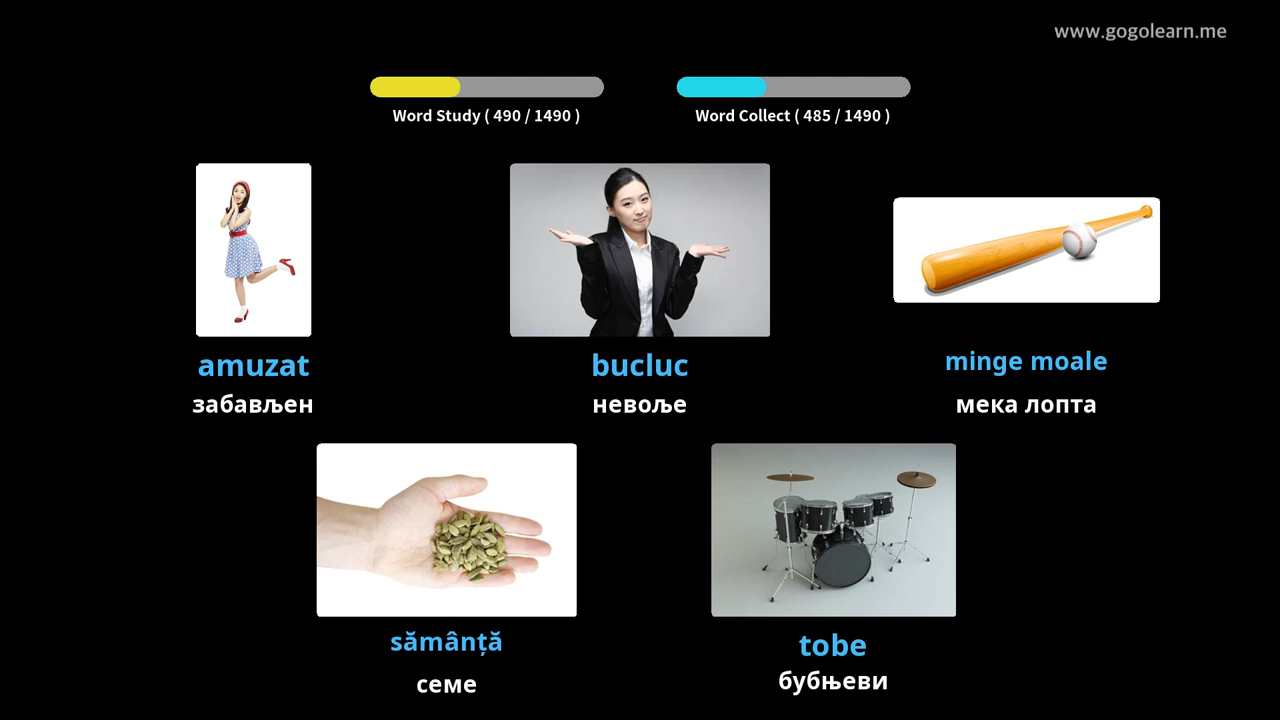 www.gogolearn.me
Word Study ( 490 / 1490 )
Word Collect ( 485 / 1490 )
amuzat
забављен
bucluc
невоље
minge moale
мека лопта
sămânță
семе
tobe
бубњеви